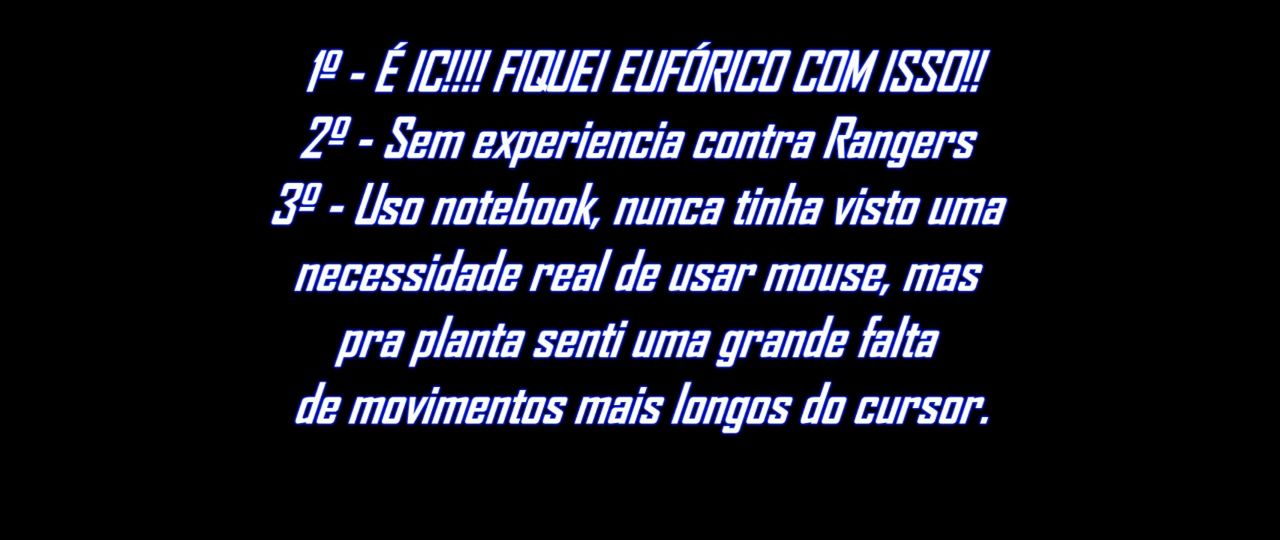 1º - É IC!!!! FIQUEI EUFÓRICO COM ISSO!!
2º - Sem experiencia contra Rangers
3º - Uso notebook, nunca tinha visto uma
necessidade real de usar mouse, mas
pra planta senti uma grande falta
de movimentos mais longos do cursor.